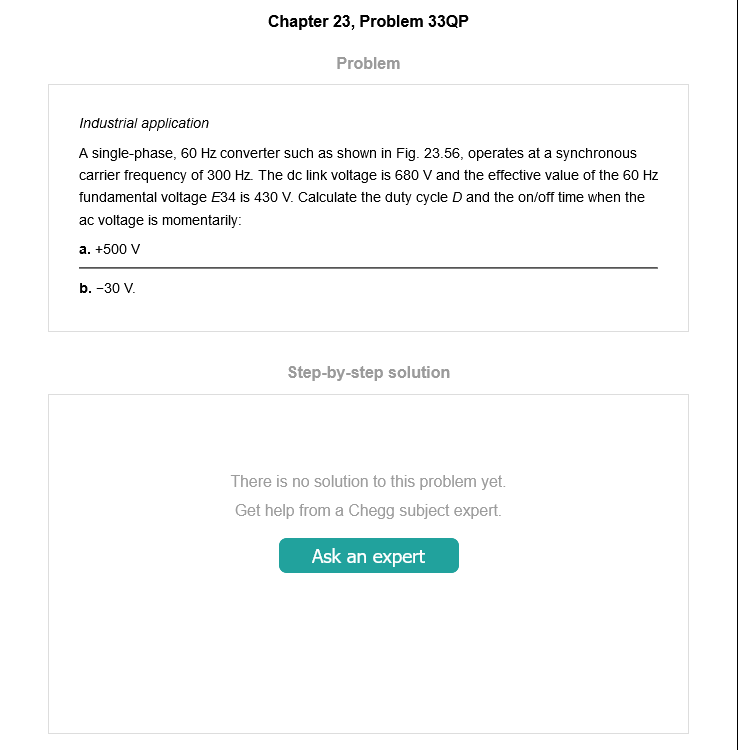 Chapter 23, Problem 33QP
Problem
Industrial application
A single-phase, 60 Hz converter such as shown in Fig. 23.56, operates at a synchronous
carrier frequency of 300 Hz. The dc link voltage is 680 V and the effective value of the 60 Hz
fundamental voltage E34 is 430 V. Calculate the duty cycle D and the on/off time when the
ac voltage is momentarily:
a. +500 V
b. −30 V.
Step-by-step solution
There is no solution to this problem yet.
Get help from a Chegg subject expert.
Ask an expert